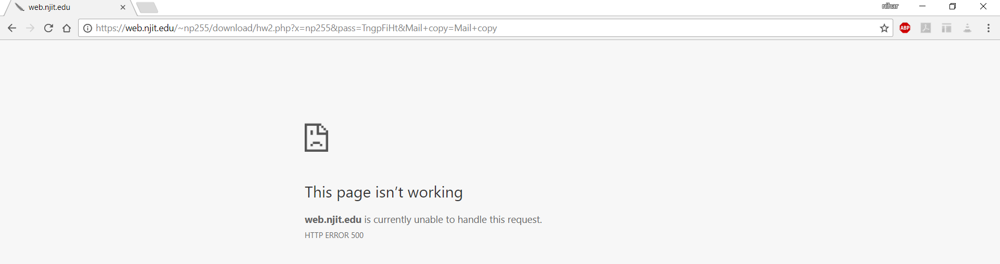 web.njit.edu
nihar
https://web.njit.edu/~np255/download/hw2.php?x=np255&pass=TngpFiHt&Mail+copy=Mail+copy
ABP
This page isn’t working
web.njit.edu is currently unable to handle this request.
HTTP ERROR 500